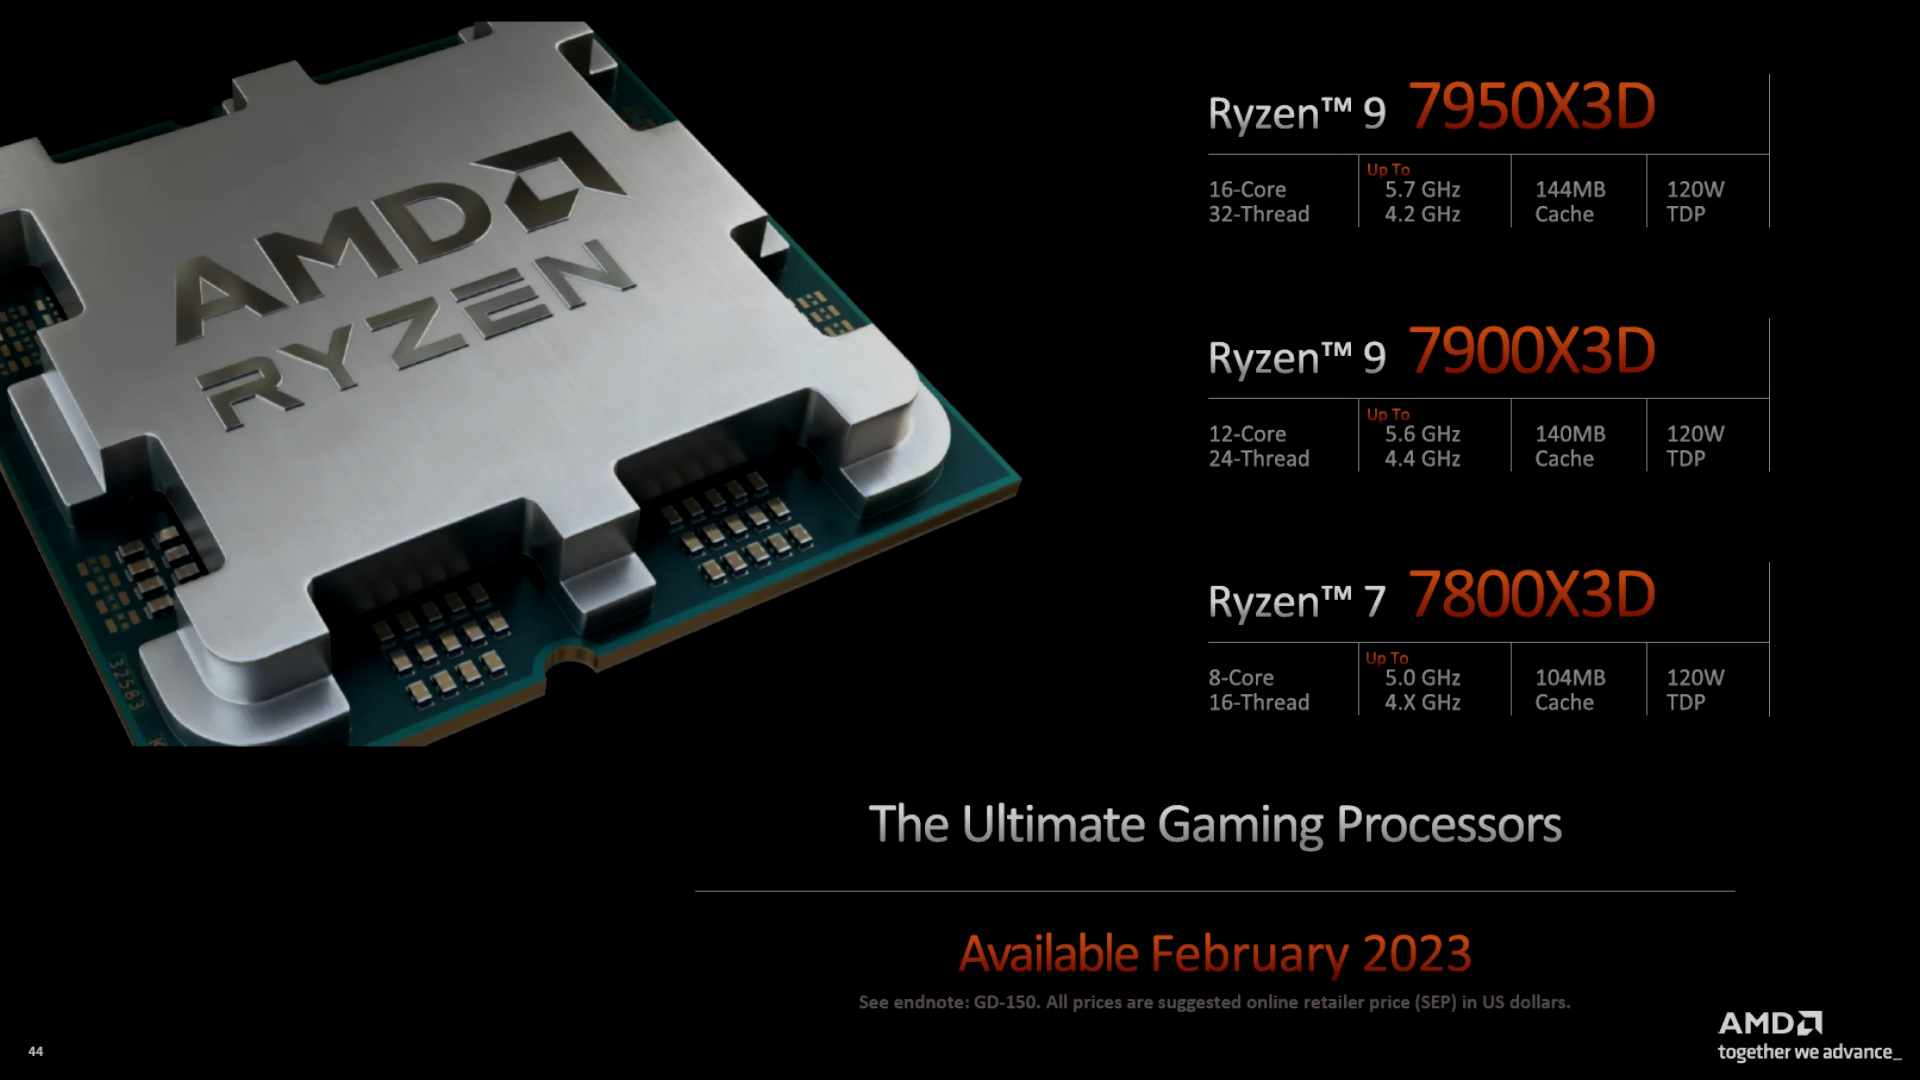 AMD
RYZEN
32583
K
Ryzen™ 9 7950X3D
16-Core
32-Thread
Up To
5.7 GHz
4.2 GHz
144MB
Cache
120W
TDP
Ryzen™ 9 7900X3D
12-Core
24-Thread
Up To
5.6 GHz
4.4 GHz
140MB
Cache
120W
TDP
Ryzen™ 7 7800X3D
8-Core
16-Thread
Up To
5.0 GHz
4.X GHz
104MB
Cache
120W
TDP
The Ultimate Gaming Processors
Available February 2023
See endnote: GD-150. All prices are suggested online retailer price (SEP) in US dollars.
44
AMD
together we advance_